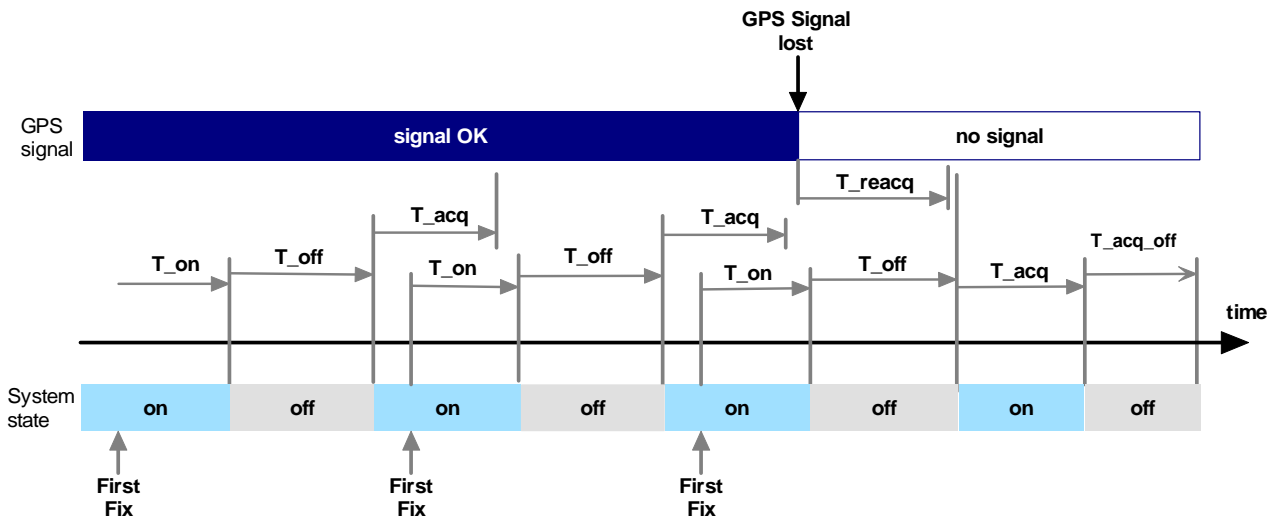 GPS Signal
lost
GPS
signal
signal OK
no signal
T_reacq
T_acq
T_acq
T_on
T_off
T_on
T_off
T_on
T_off
T_acq
T_acq_off
time
System
state
on
off
on
off
on
off
on
off
First
Fix
First
Fix
First
Fix